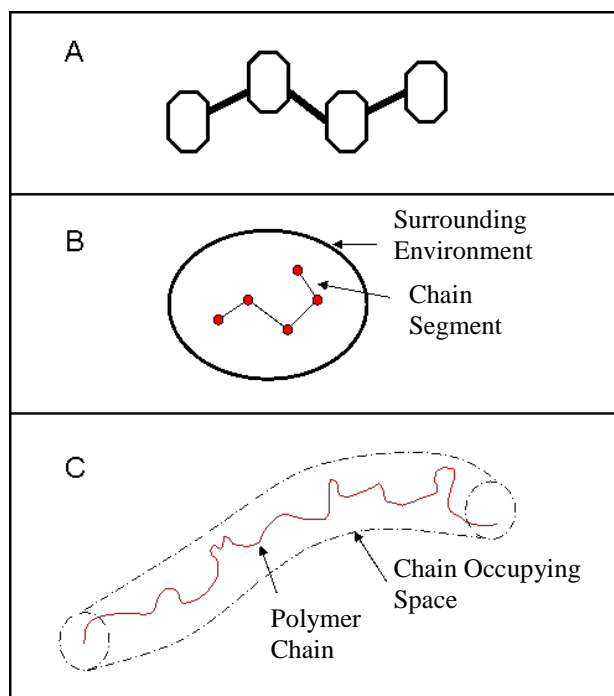 A
B
Surrounding
Environment
Chain
Segment
C
Chain Occupying
Space
Polymer
Chain